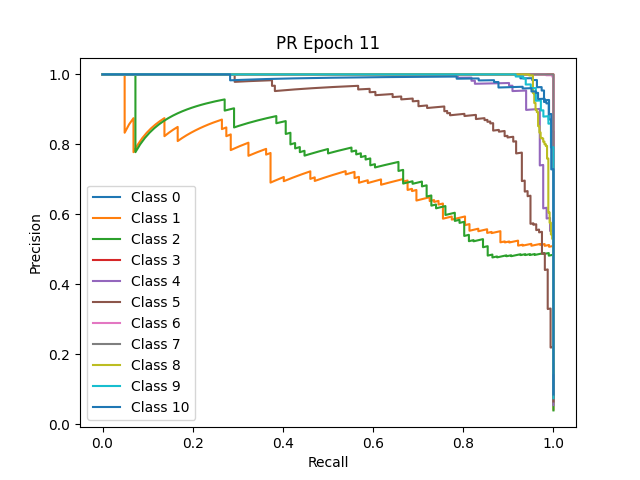 PR Epoch 11
1.0
0.8
0.6
0.4
0.2
0.0
Precision
Class 0
Class 1
Class 2
Class 3
Class 4
Class 5
Class 6
Class 7
Class 8
Class 9
Class 10
0.0 0.2 0.4 0.6 0.8 1.0
Recall